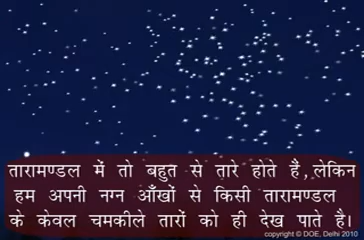 तारामण्डल में तो बहुत से तारे होते हैं,लेकिन
हम अपनी नग्न आँखों से किसी तारामण्डल
के केवल चमकीले तारों को ही देख पाते है।
copyright © DOE, Delhi 2010